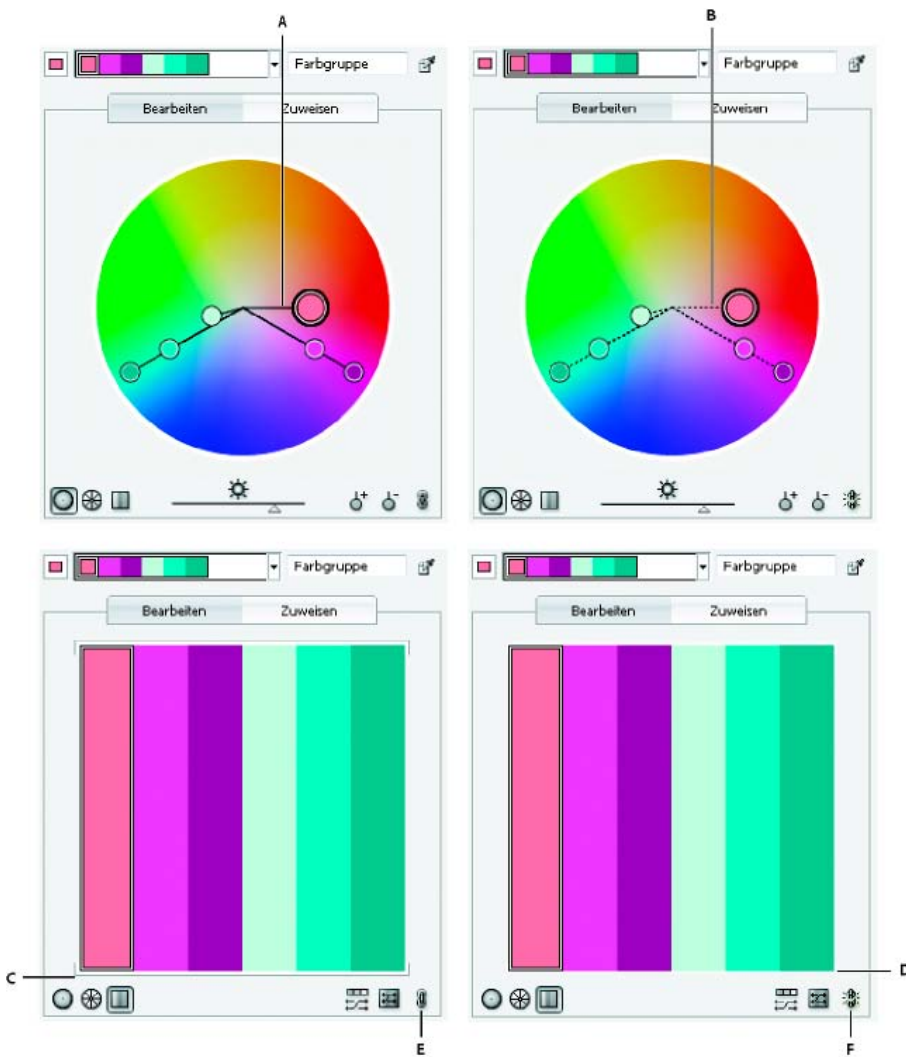 A
B
Farbgruppe
Farbgruppe
Bearbeiten
Zuweisen
Bearbeiten
Zuweisen
Farbgruppe
Farbgruppe
Bearbeiten
Zuweisen
Bearbeiten
Zuweisen
C
D
E
F